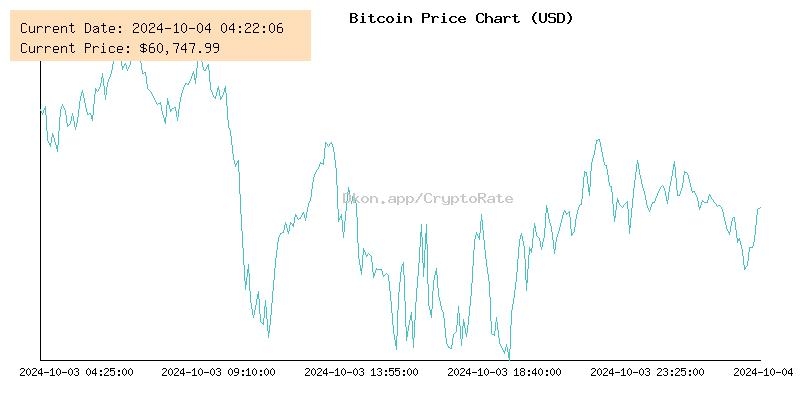 Bitcoin Price Chart (USD)
Current Date: 2024-10-04 04:22:06
Current Price: $60,747.99
Dkon.app/CryptoRate
2024-10-03 04:25:00 2024-10-03 09:10:00 2024-10-03 13:55:00 2024-10-03 18:40:00 2024-10-03 23:25:00 2024-10-04